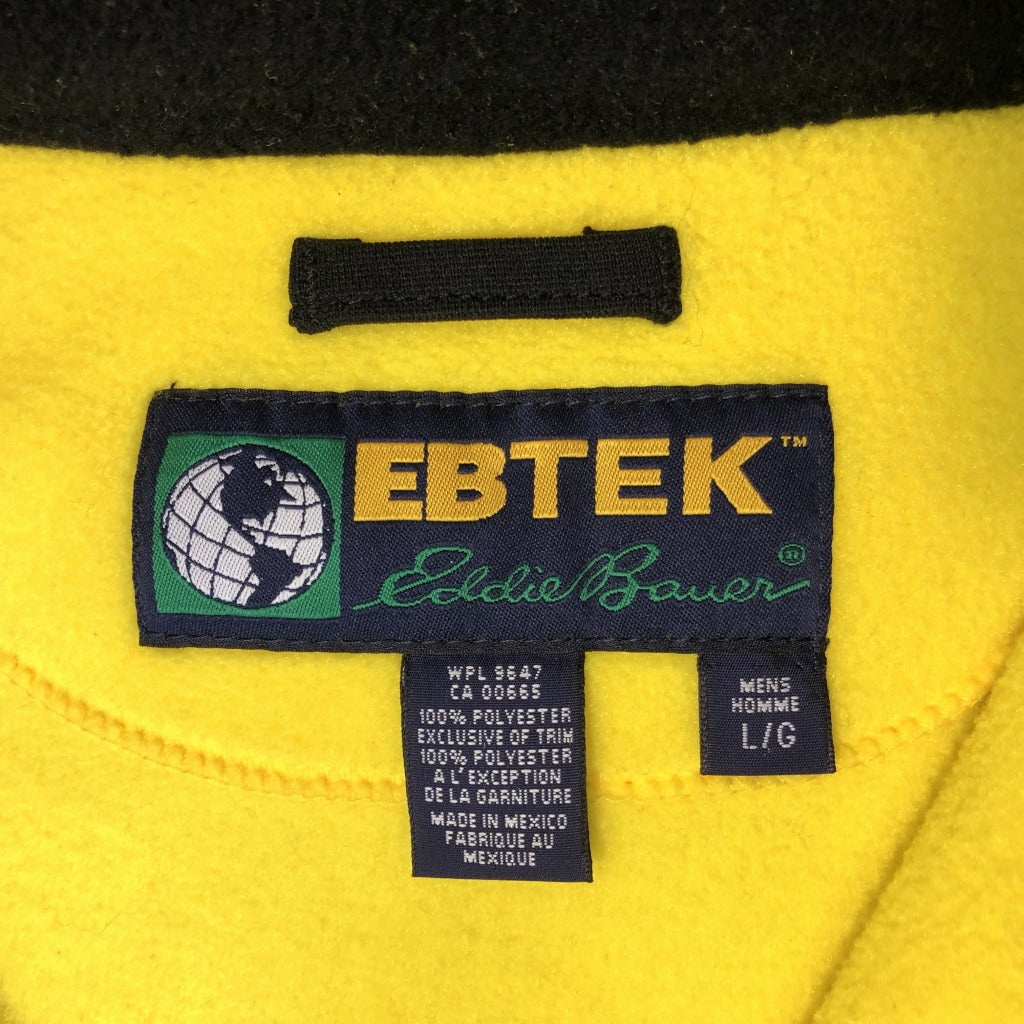 EBTEK™
Eddie Bauer®
WPL 9647
CA 00665
100% POLYESTER
EXCLUSIVE OF TRIM
100% POLYESTER
A L'EXCEPTION
DE LA GARNITURE
MADE IN MEXICO
FABRIQUE AU
MEXIQUE
MENS
HOMME
L/G